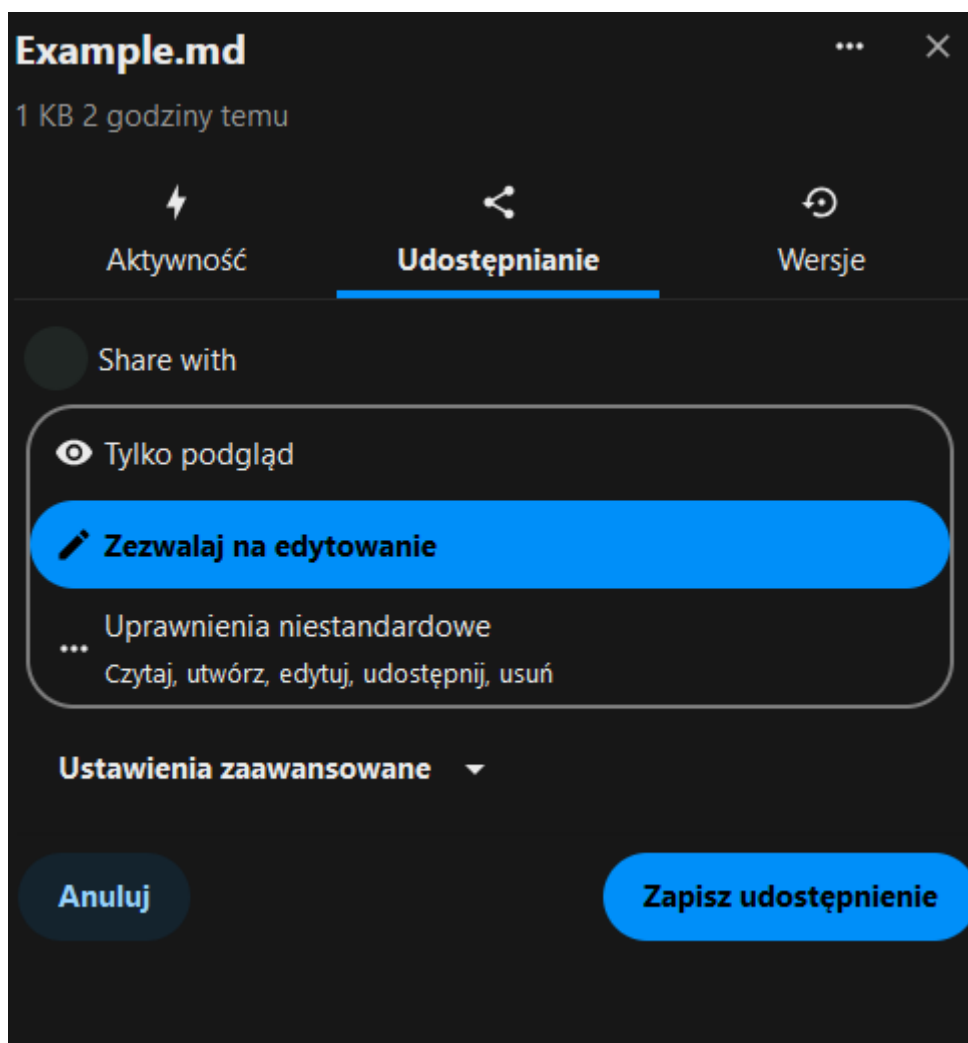 Example.md
1 KB 2 godziny temu
Aktywność
Udostępnianie
Wersje
Share with
Tylko podgląd
Zezwalaj na edytowanie
Uprawnienia niestandardowe
Czytaj, utwórz, edytuj, udostępnij, usuń
Ustawienia zaawansowane
Anuluj
Zapisz udostępnienie